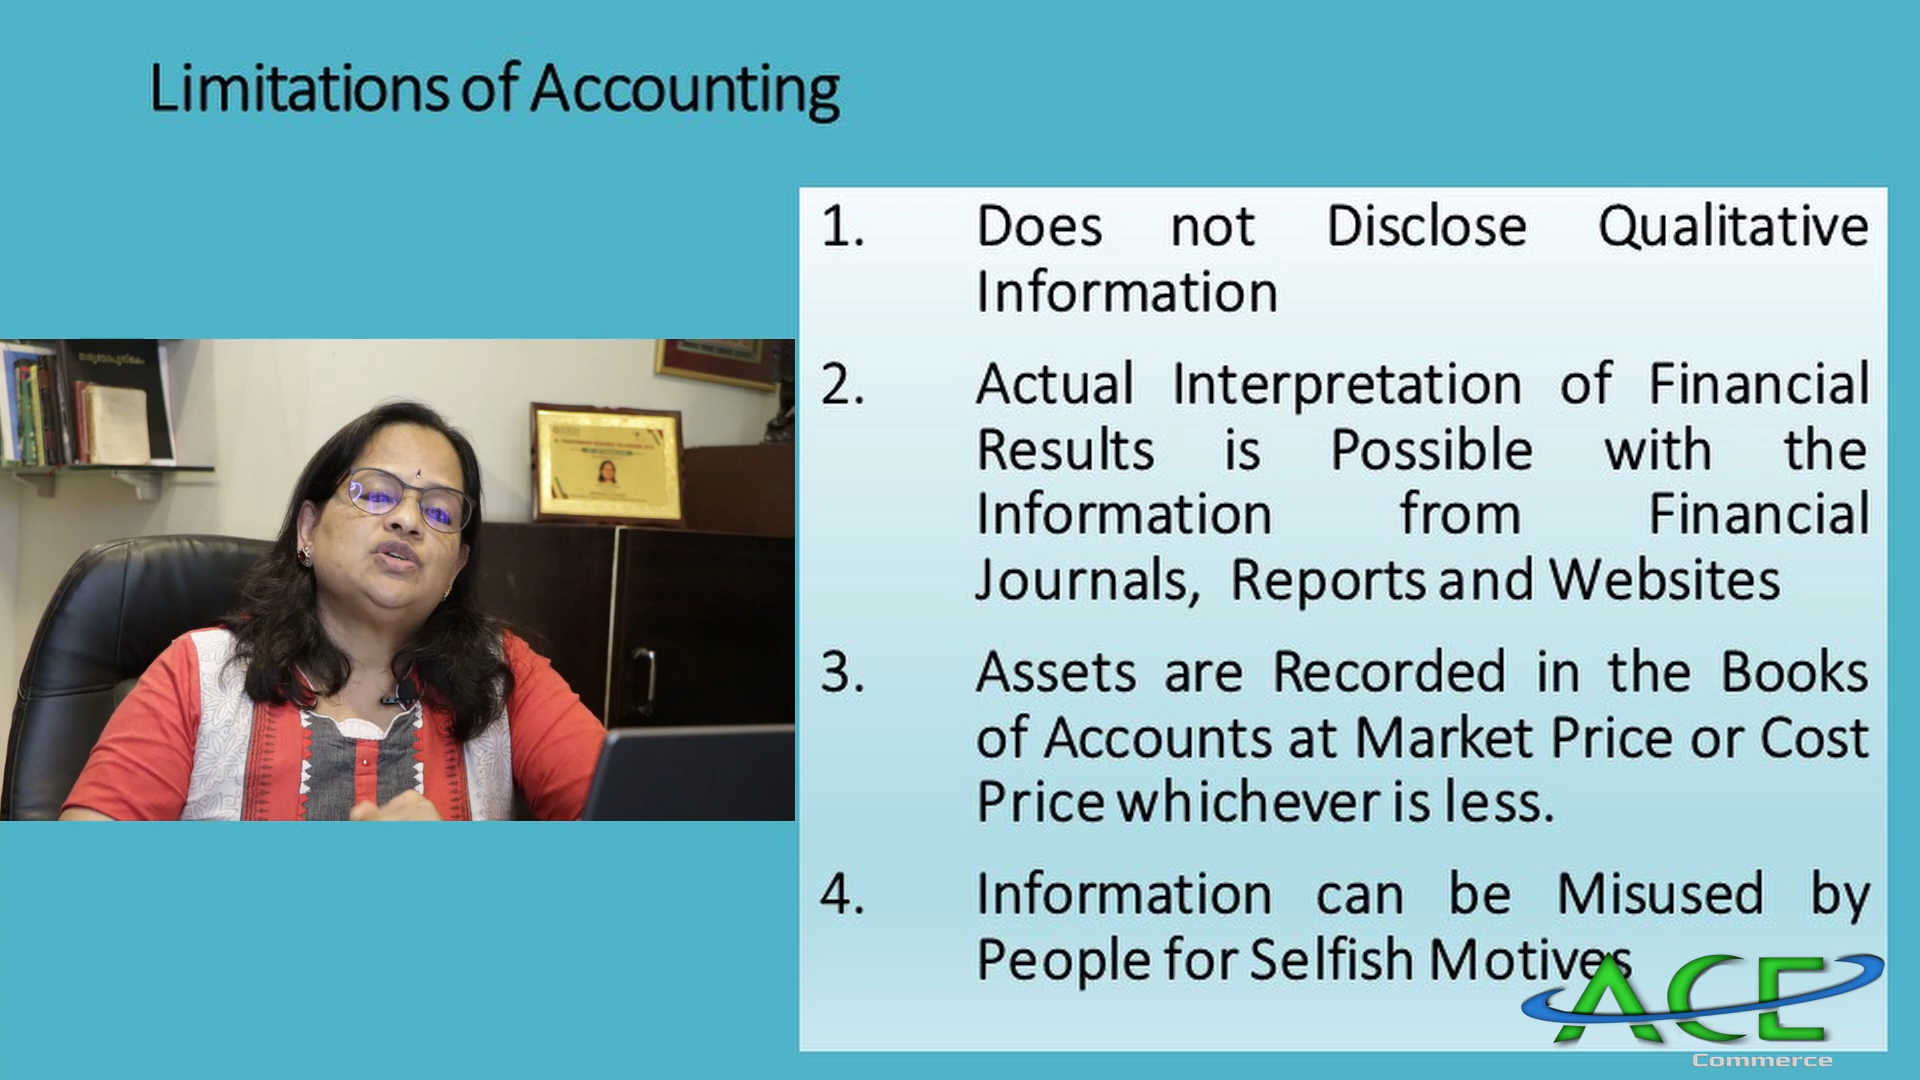 Limitations of Accounting
1. Does not Disclose Qualitative
Information
2. Actual Interpretation of Financial
Results is Possible with the
Information from Financial
Journals, Reports and Websites
3. Assets are Recorded in the Books
of Accounts at Market Price or Cost
Price whichever is less.
4. Information can be Misused by
People for Selfish Motives
ACE
Commerce